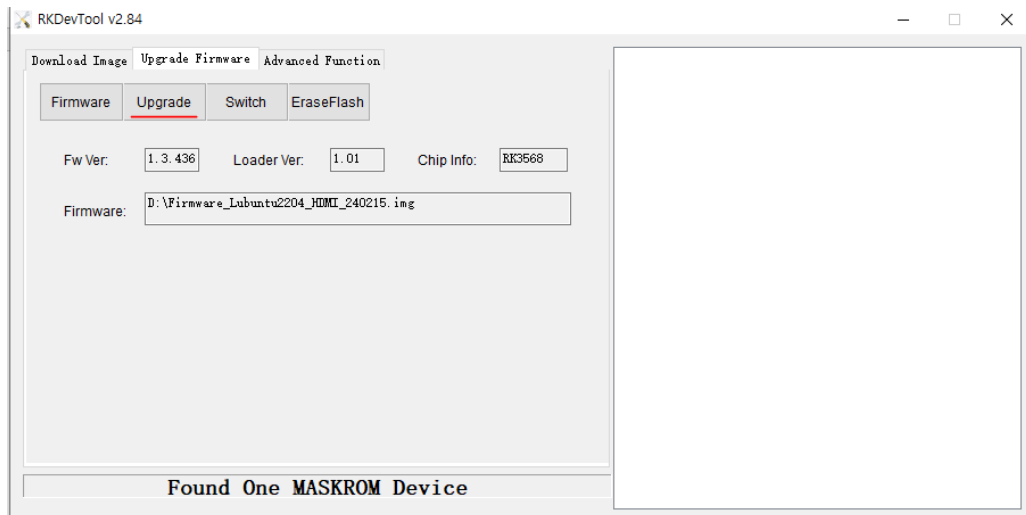 RKDevTool v2.84
Download Image Upgrade Firmware Advanced Function
Firmware Upgrade Switch EraseFlash
Fw Ver: 1.3.436 Loader Ver: 1.01 Chip Info: RK3568
Firmware: D:\Firmware_Lubuntu2204_HDMI_240215.img
Found One MASKROM Device